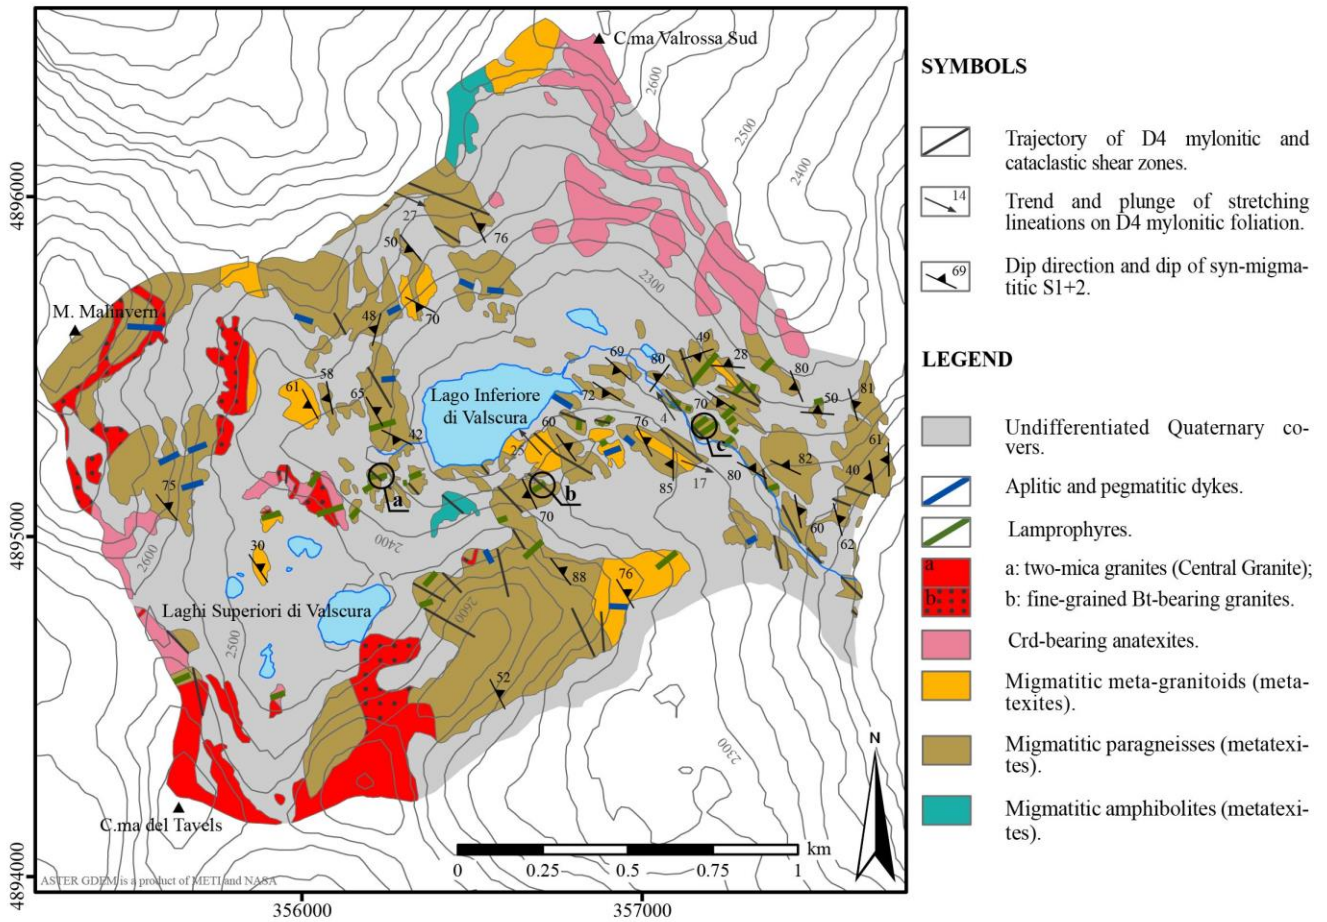 C.ma Valrossa Sud
2600
2500
2400
4896000
27
50
76
2300
M. Malinvern
48
70
49
28
69
80
80
58
61
72
81
50
65
Lago Inferiore
di Valscura
70
4
42
60
76
61
25
c
82
40
75
a
b
85
17
80
70
60
62
4895000
2600
2400
30
88
76
Laghi Superiori di Valscura
2600
2500
52
N
2300
C.ma del Tavels
km
0
0.25
0.5
0.75
1
4894000
ASTER GDEM is a product of METI and NASA
356000
357000
SYMBOLS
Trajectory of D4 mylonitic and
cataclastic shear zones.
14
Trend and plunge of stretching
lineations on D4 mylonitic foliation.
69
Dip direction and dip of syn-migma-
titic S1+2.
LEGEND
Undifferentiated Quaternary co-
vers.
Aplitic and pegmatitic dykes.
Lamprophyres.
a
a: two-mica granites (Central Granite);
b
b: fine-grained Bt-bearing granites.
Crd-bearing anatexites.
Migmatitic meta-granitoids (meta-
texites).
Migmatitic paragneisses (metatexi-
tes).
Migmatitic amphibolites (metatexi-
tes).